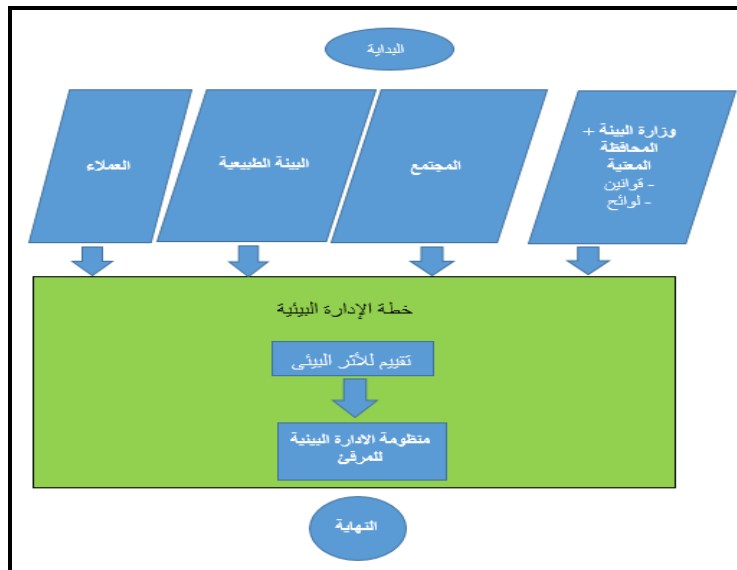 البداية
وزارة البيئة +
المحافظة
المعنية
- قوانين
- لوائح
المجتمع
البيئة الطبيعية
العملاء
خطة الإدارة البيئية
تقييم للأثر البيئى
منظومة الادارة البيئية
للمرفئ
النهاية